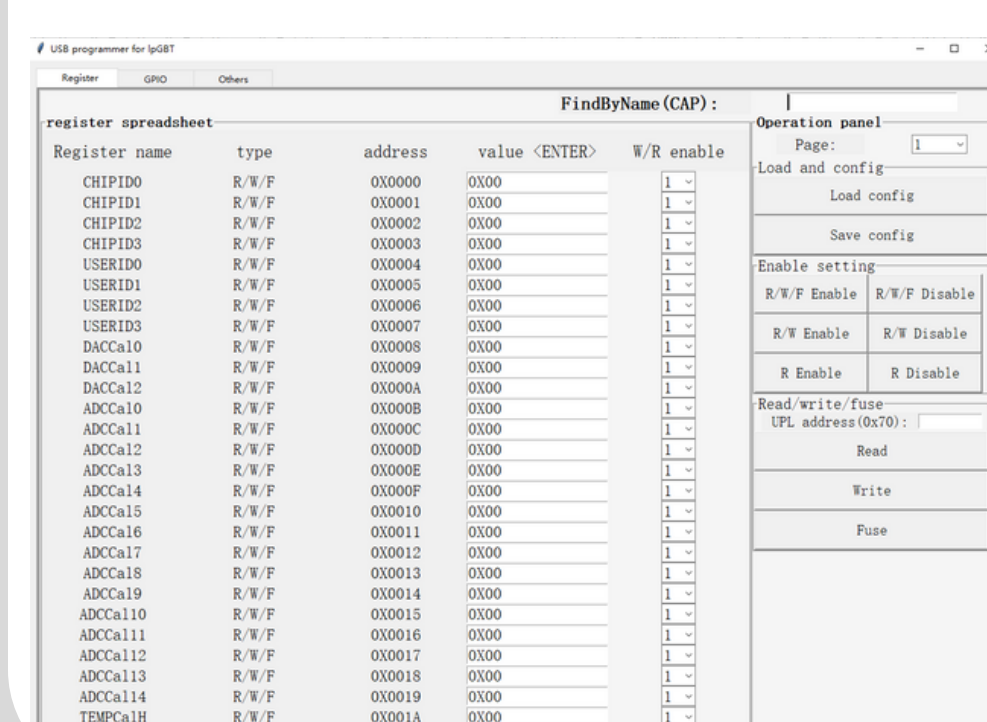 USB programmer for lpGBT
Register GPIO Others
FindByName(CAP):
register spreadsheet
Register name type address value <ENTER> W/R enable
CHIPID0 R/W/F 0X0000 0X00 1
CHIPID1 R/W/F 0X0001 0X00 1
CHIPID2 R/W/F 0X0002 0X00 1
CHIPID3 R/W/F 0X0003 0X00 1
USERID0 R/W/F 0X0004 0X00 1
USERID1 R/W/F 0X0005 0X00 1
USERID2 R/W/F 0X0006 0X00 1
USERID3 R/W/F 0X0007 0X00 1
DACCal0 R/W/F 0X0008 0X00 1
DACCal1 R/W/F 0X0009 0X00 1
DACCal2 R/W/F 0X000A 0X00 1
ADCCal0 R/W/F 0X000B 0X00 1
ADCCal1 R/W/F 0X000C 0X00 1
ADCCal2 R/W/F 0X000D 0X00 1
ADCCal3 R/W/F 0X000E 0X00 1
ADCCal4 R/W/F 0X000F 0X00 1
ADCCal5 R/W/F 0X0010 0X00 1
ADCCal6 R/W/F 0X0011 0X00 1
ADCCal7 R/W/F 0X0012 0X00 1
ADCCal8 R/W/F 0X0013 0X00 1
ADCCal9 R/W/F 0X0014 0X00 1
ADCCal10 R/W/F 0X0015 0X00 1
ADCCal11 R/W/F 0X0016 0X00 1
ADCCal12 R/W/F 0X0017 0X00 1
ADCCal13 R/W/F 0X0018 0X00 1
ADCCal14 R/W/F 0X0019 0X00 1
TEMPCalH R/W/F 0X001A 0X00 1
Operation panel
Page: 1
Load and config
Load config
Save config
Enable setting
R/W/F Enable R/W/F Disable
R/W Enable R/W Disable
R Enable R Disable
Read/write/fuse
UPL address(0x70):
Read
Write
Fuse